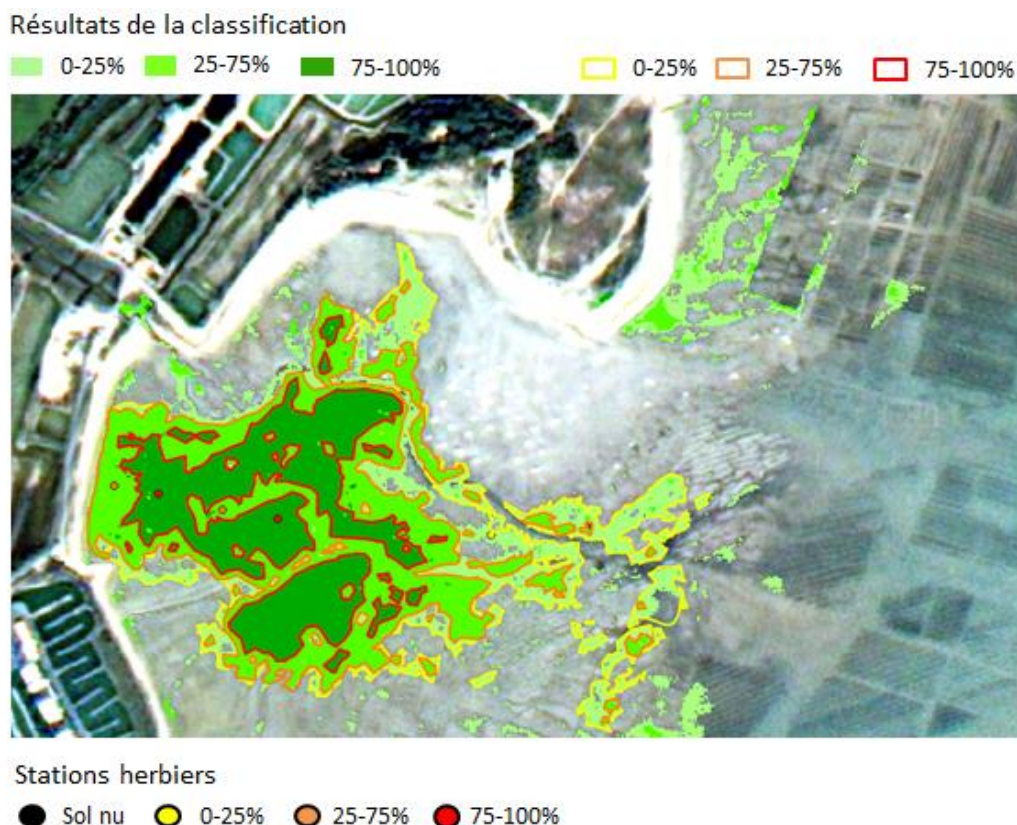 Résultats de la classification
0-25% 25-75% 75-100% 0-25% 25-75% 75-100%
Stations herbiers
Sol nu 0-25% 25-75% 75-100%